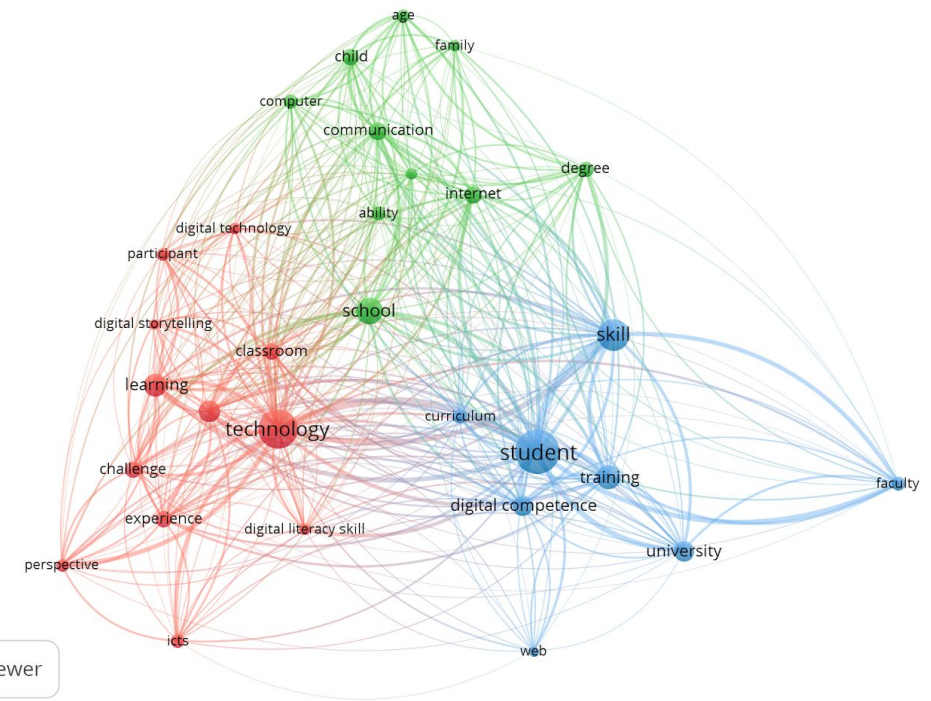 age
family
child
computer
communication
degree
internet
ability
digital technology
participant
school
digital storytelling
skill
classroom
learning
curriculum
technology
student
challenge
training
faculty
digital competence
experience
digital literacy skill
university
perspective
icts
web
ewer